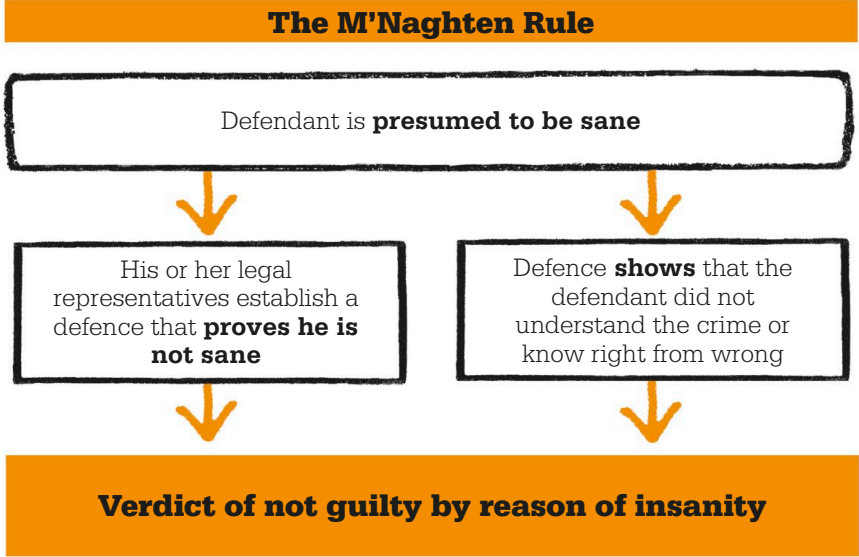 The M’Naghten Rule
Defendant is presumed to be sane
His or her legal
representatives establish a
defence that proves he is
not sane
Defence shows that the
defendant did not
understand the crime or
know right from wrong
Verdict of not guilty by reason of insanity